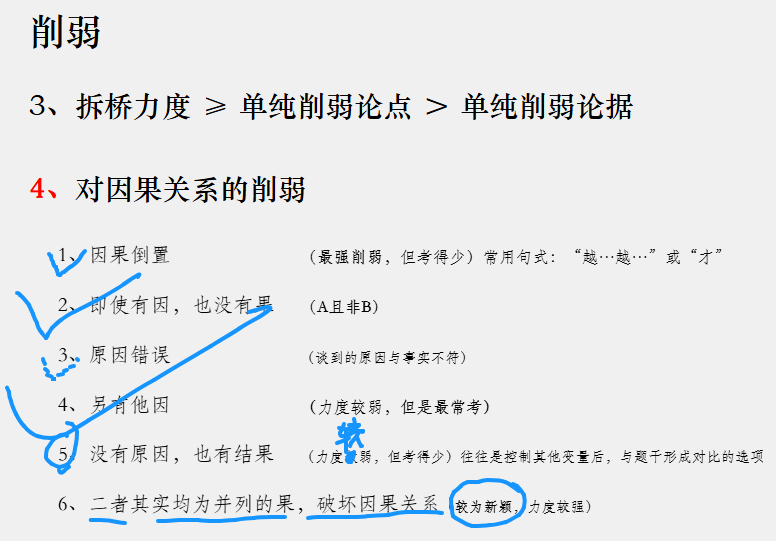 削弱
3、拆桥力度 ≥ 单纯削弱论点 > 单纯削弱论据
4、对因果关系的削弱
1、因果倒置 （最强削弱，但考得少）常用句式：“越…越…”或“才”
2、即使有因，也没有果 （A且非B）
3、原因错误 （谈到的原因与事实不符）
4、另有他因 （力度较弱，但是最常考）
5、没有原因，也有结果 （力度弱，但考得少）往往是控制其他变量后，与题干形成对比的选项
6、二者其实均为并列的果，破坏因果关系（较为新颖，力度较强）